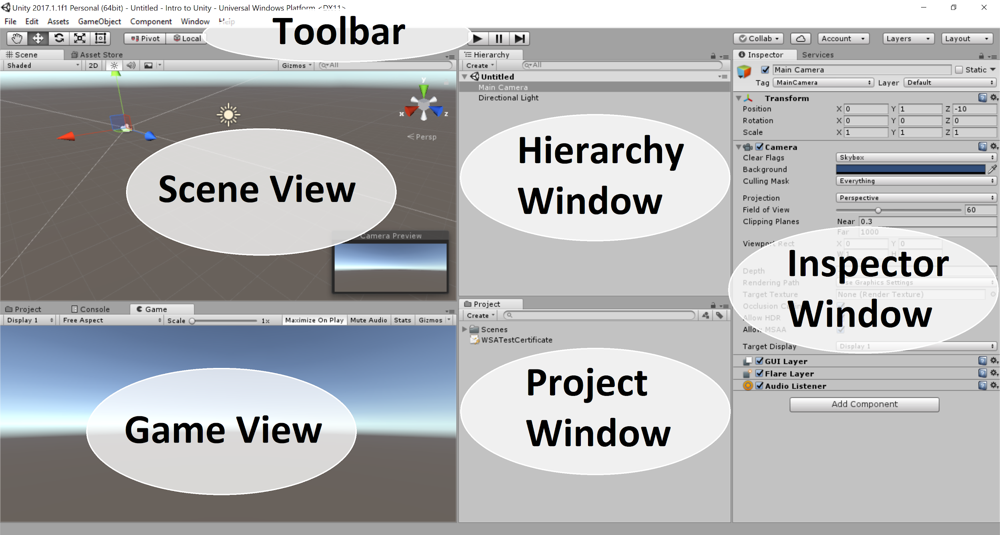 Unity 2017.1.1f1 Personal (64bit) - Untitled - Intro to Unity - Universal Windows Platform <DX11>
File Edit Assets GameObject Component Window Help
Toolbar
Pivot Local
Collab Account Layers Layout
Scene Asset Store
Shaded 2D Gizmos All
y
x z
Persp
Scene View
Camera Preview
Hierarchy
Create All
Untitled
Main Camera
Directional Light
Hierarchy
Window
Inspector Services
Main Camera Static
Tag MainCamera Layer Default
Transform
Position X 0 Y 1 Z -10
Rotation X 0 Y 0 Z 0
Scale X 1 Y 1 Z 1
Camera
Clear Flags Skybox
Background
Culling Mask Everything
Projection Perspective
Field of View 60
Clipping Planes Near 0.3
Far 1000
Viewport Rect X 0 Y 0
W 1 H
Depth
Rendering Path Use Graphics Settings
Target Texture None (Render Texture)
Allow HDR
Allow MSAA
Target Display Display 1
Inspector
Window
GUI Layer
Flare Layer
Audio Listener
Add Component
Project Console Game
Display 1 Free Aspect Scale 1x Maximize On Play Mute Audio Stats Gizmos
Game View
Project
Create
Scenes
WSATestCertificate
Project
Window